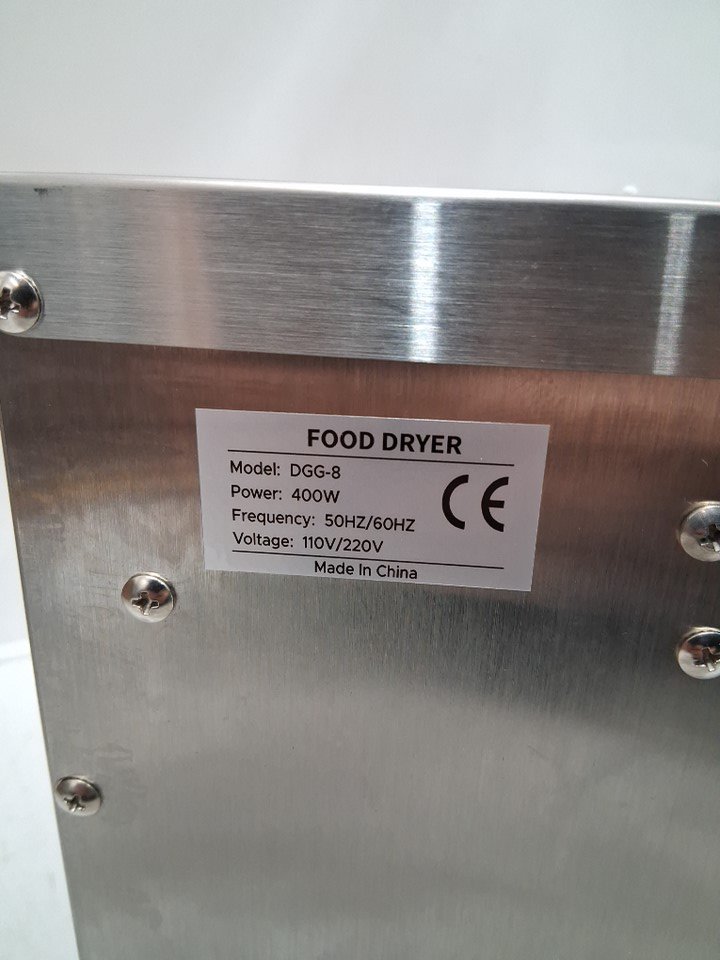 FOOD DRYER
Model: DGG-8
Power: 400W
Frequency: 50HZ/60HZ
Voltage: 110V/220V
CE
Made In China